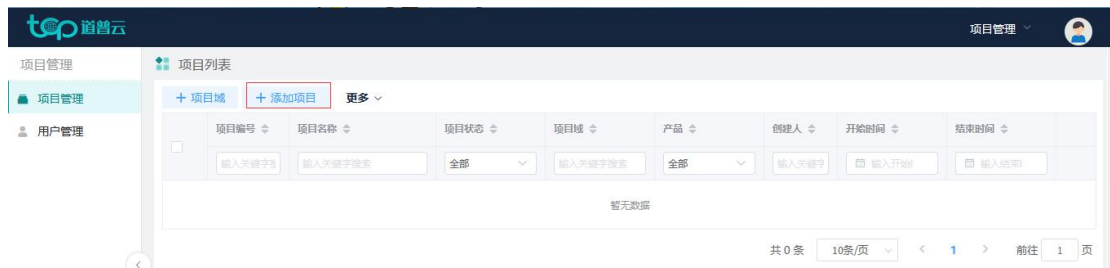 top 道普云
项目管理
项目管理
项目列表
项目管理
+ 项目域 + 添加项目 更多
用户管理
项目编号 项目名称 项目状态 项目域 产品 创建人 开始时间 结束时间
输入关键字搜 输入关键字搜索 全部 输入关键字搜索 全部 输入关键字 输入开始 输入结束
暂无数据
共 0 条 10条/页 < 1 > 前往 1 页